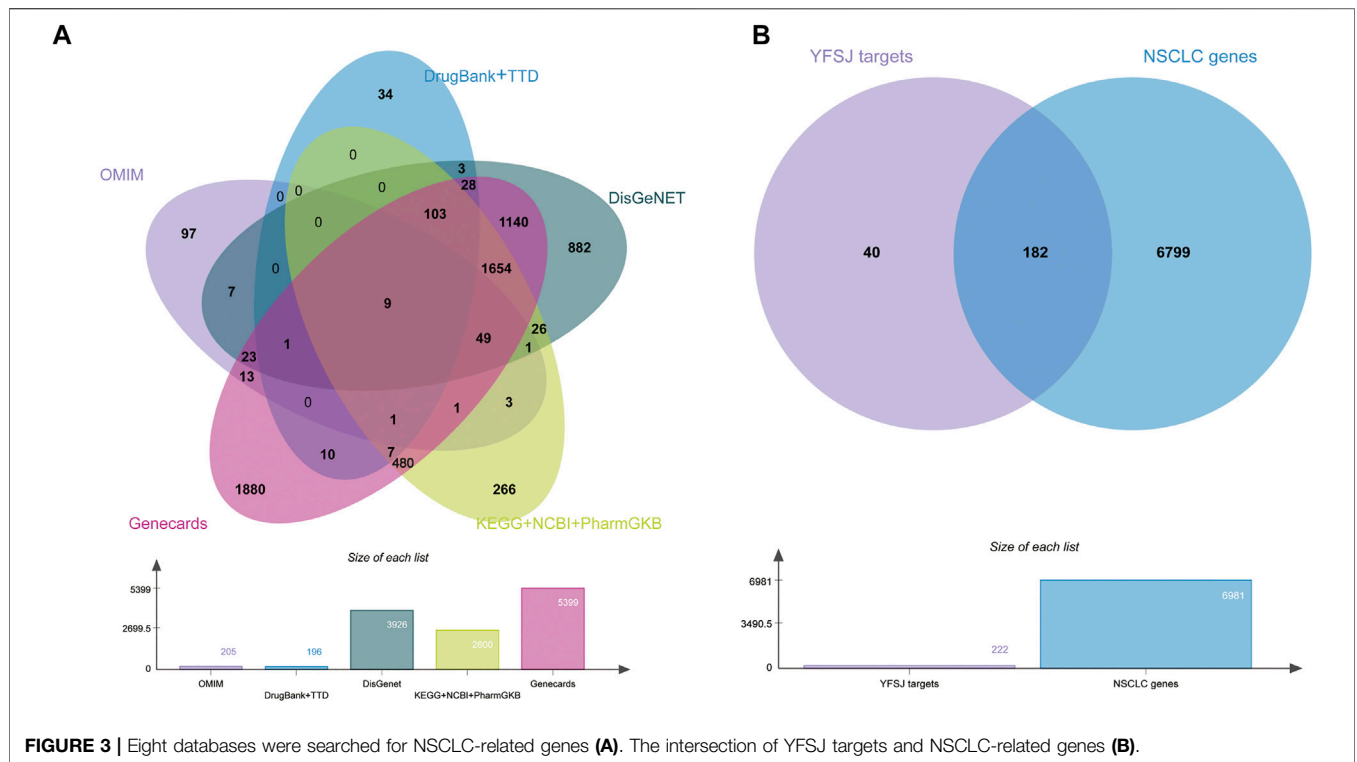 A
DrugBank+TTD
34
OMIM
0
3
28
0
0
0
DisGeNET
103
1140
97
0
882
1654
0
7
9
26
49
1
1
23
13
0
1
1
3
10
7
480
1880
266
Genecards
KEGG+NCBI+PharmGKB
Size of each list
5399
2699.5
0
205
196
3926
2600
5399
OMIM
DrugBank+TTD
DisGenet
KEGG+NCBI+PharmGKB
Genecards
B
YFSJ targets
NSCLC genes
40
182
6799
Size of each list
6981
3490.5
0
222
6981
YFSJ targets
NSCLC genes
FIGURE 3 | Eight databases were searched for NSCLC-related genes (A). The intersection of YFSJ targets and NSCLC-related genes (B).